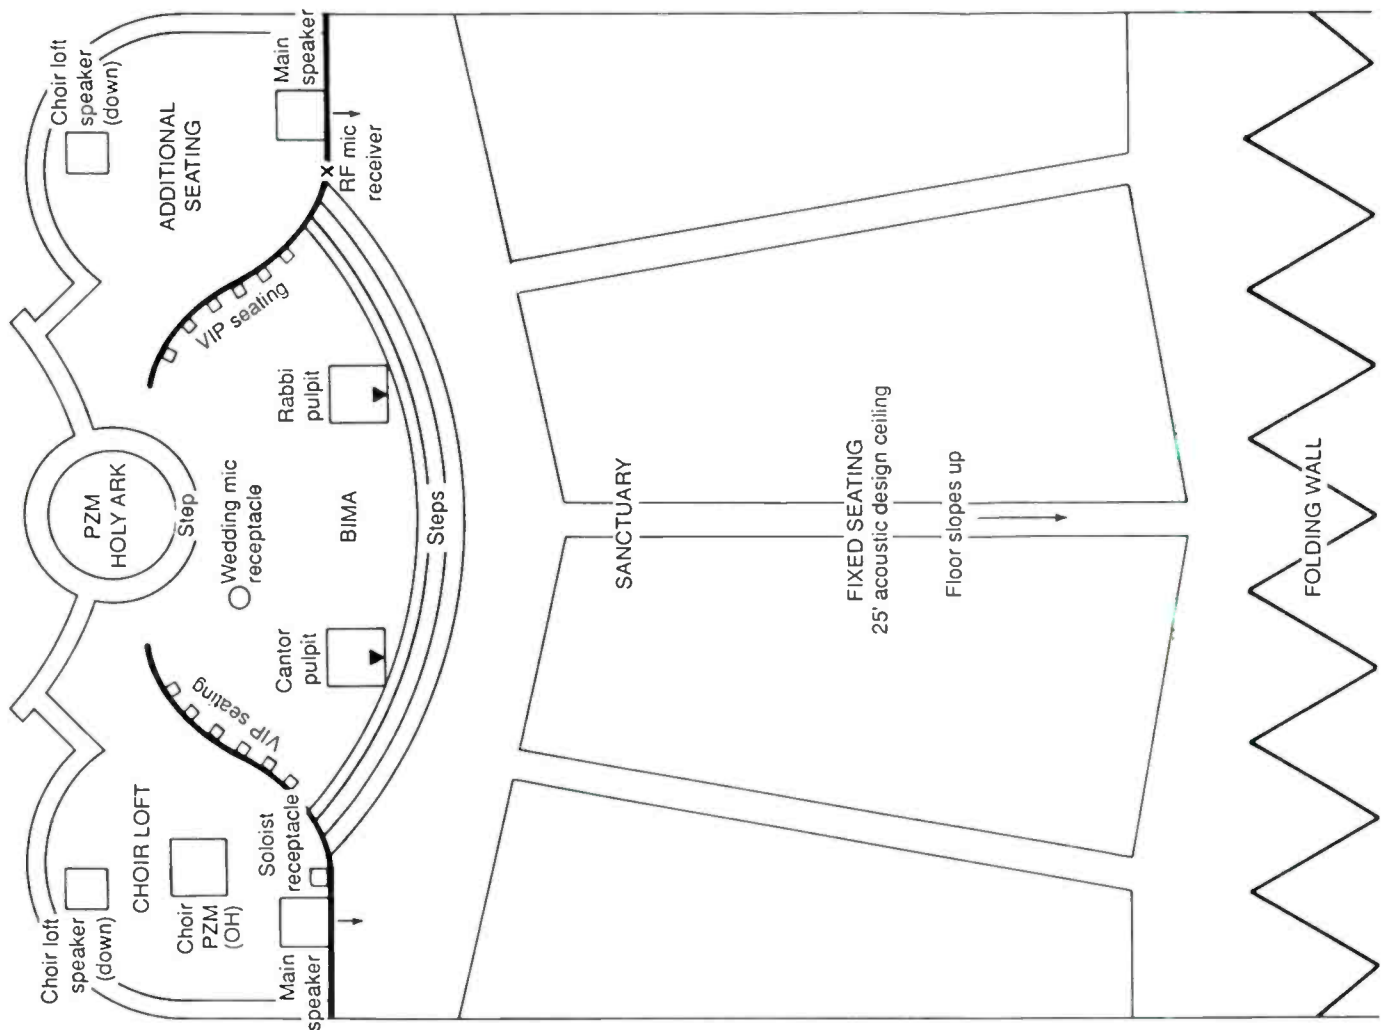 Choir loft
speaker
(down)
CHOIR LOFT
Choir
PZM
(OH)
Soloist
receptacle
Main
speaker
VIP seating
PZM
HOLY ARK
Step
Wedding mic
receptacle
Cantor
pulpit
BIMA
Rabbi
pulpit
Steps
VIP seating
Choir loft
speaker
(down)
ADDITIONAL
SEATING
Main
speaker
x
RF mic
receiver
SANCTUARY
FIXED SEATING
25' acoustic design ceiling
Floor slopes up
FOLDING WALL